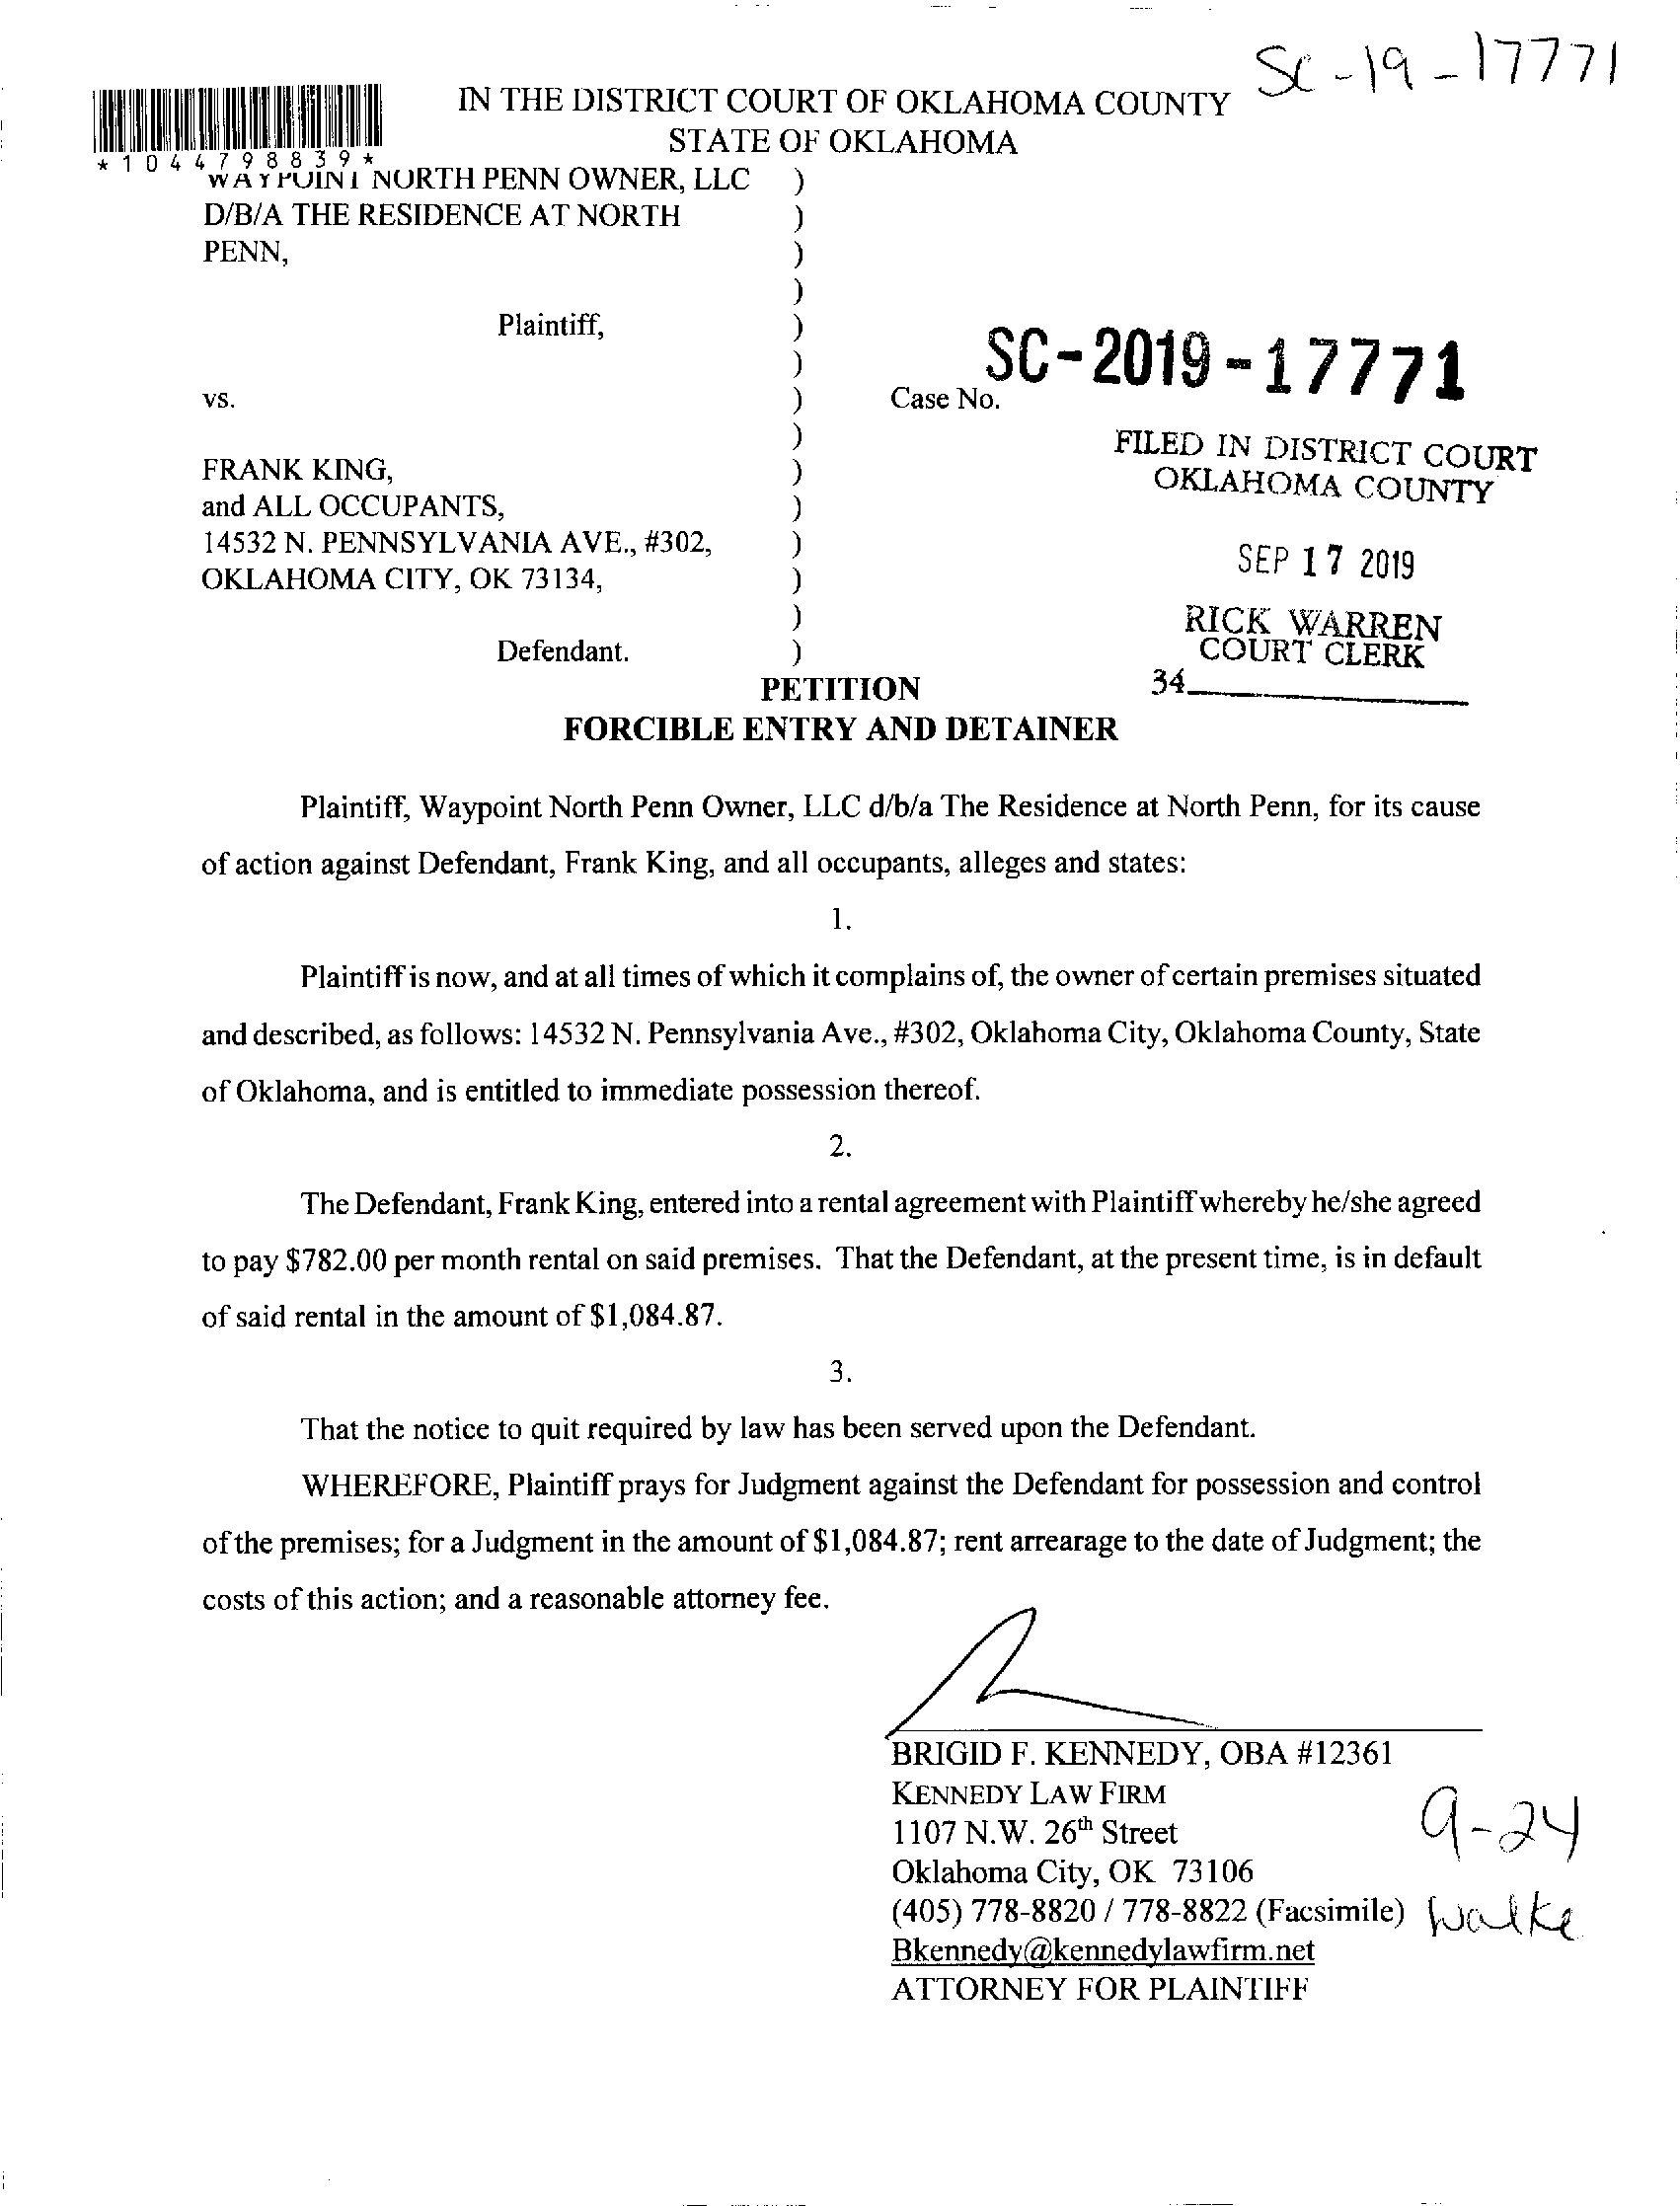 SC-19-17771
IN THE DISTRICT COURT OF OKLAHOMA COUNTY
STATE OF OKLAHOMA
*1044798839*
WAYPOINT NORTH PENN OWNER, LLC )
D/B/A THE RESIDENCE AT NORTH )
PENN, )
)
Plaintiff, )
)
SC-2019-17771
vs. ) Case No.
)
FILED IN DISTRICT COURT
OKLAHOMA COUNTY
FRANK KING, )
and ALL OCCUPANTS, )
14532 N. PENNSYLVANIA AVE., #302, )
OKLAHOMA CITY, OK 73134, )
SEP 17 2019
)
RICK WARREN
COURT CLERK
Defendant. )
34
PETITION
FORCIBLE ENTRY AND DETAINER
Plaintiff, Waypoint North Penn Owner, LLC d/b/a The Residence at North Penn, for its cause
of action against Defendant, Frank King, and all occupants, alleges and states:
1.
Plaintiff is now, and at all times of which it complains of, the owner of certain premises situated
and described, as follows: 14532 N. Pennsylvania Ave., #302, Oklahoma City, Oklahoma County, State
of Oklahoma, and is entitled to immediate possession thereof.
2.
The Defendant, Frank King, entered into a rental agreement with Plaintiff whereby he/she agreed
to pay $782.00 per month rental on said premises. That the Defendant, at the present time, is in default
of said rental in the amount of $1,084.87.
3.
That the notice to quit required by law has been served upon the Defendant.
WHEREFORE, Plaintiff prays for Judgment against the Defendant for possession and control
of the premises; for a Judgment in the amount of $1,084.87; rent arrearage to the date of Judgment; the
costs of this action; and a reasonable attorney fee.
BRIGID F. KENNEDY, OBA #12361
KENNEDY LAW FIRM
1107 N.W. 26th Street
Oklahoma City, OK 73106
(405) 778-8820 / 778-8822 (Facsimile)
Bkennedy@kennedylawfirm.net
ATTORNEY FOR PLAINTIFF
9-24
Walke